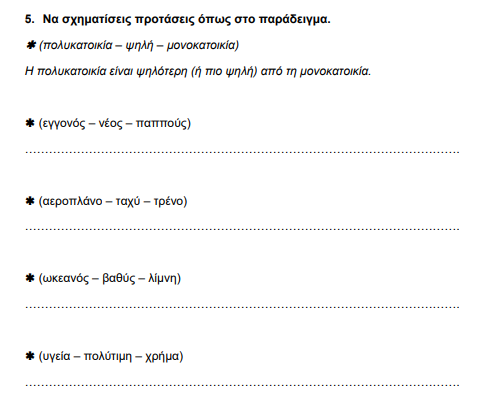 5. Να σχηματίσεις προτάσεις όπως στο παράδειγμα.
✱ (πολυκατοικία – ψηλή – μονοκατοικία)
Η πολυκατοικία είναι ψηλότερη (ή πιο ψηλή) από τη μονοκατοικία.
✱ (εγγονός – νέος – παππούς)
....................................................................................................................
✱ (αεροπλάνο – ταχύ – τρένο)
....................................................................................................................
✱ (ωκεανός – βαθύς – λίμνη)
....................................................................................................................
✱ (υγεία – πολύτιμη – χρήμα)
....................................................................................................................